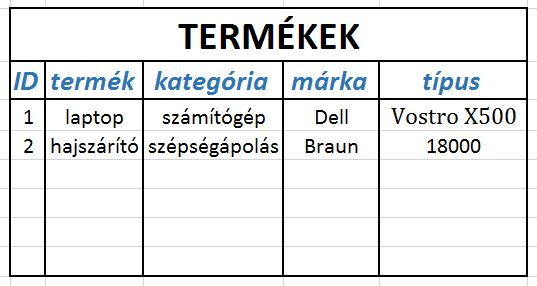 TERMÉKEK
ID termék kategória márka típus
1 laptop számítógép Dell Vostro X500
2 hajszárító szépségápolás Braun 18000